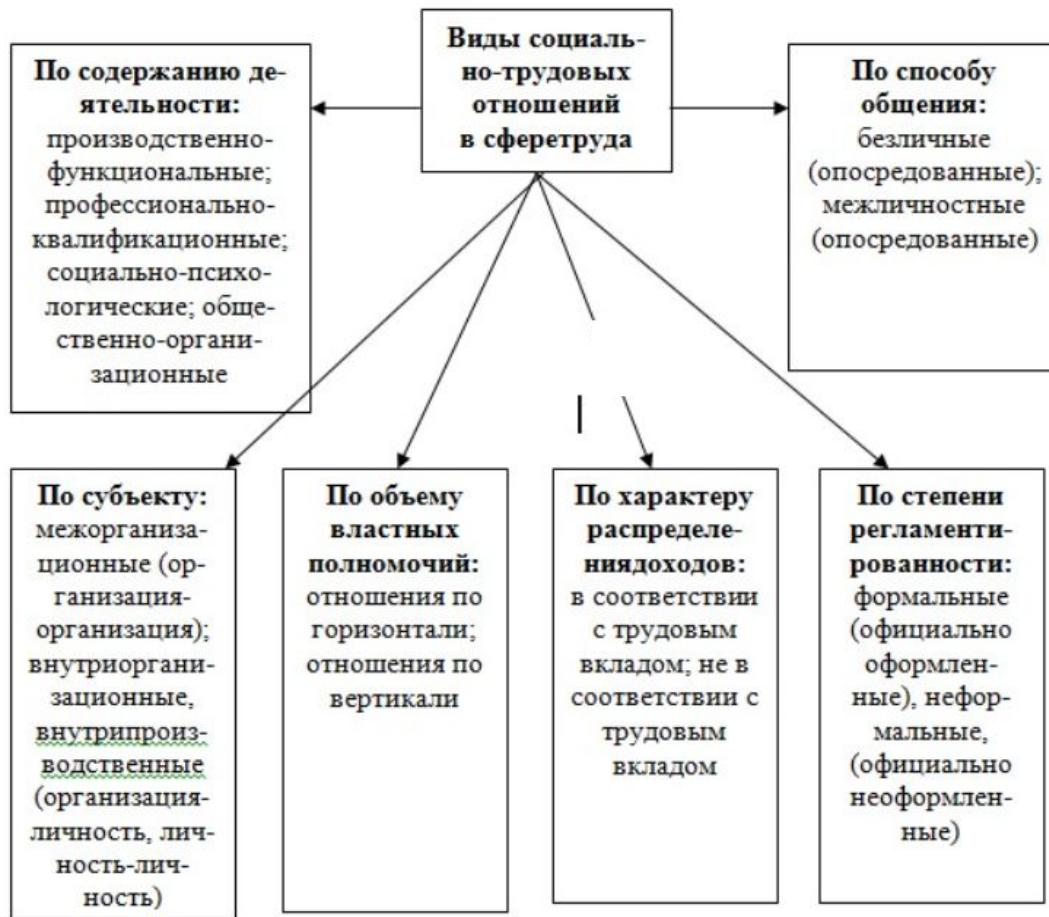 Виды социаль-
но-трудовых
отношений
в сферетруда
По содержанию де-
ятельности:
производственно-
функциональные;
профессионально-
квалификационные;
социально-психо-
логические; обще-
ственно-органи-
зационные
По способу
общения:
безличные
(опосредованные);
межличностные
(опосредованные)
По субъекту:
межорганиза-
ционные (ор-
ганизация-
организация);
внутриоргани-
зационные,
внутрипроиз-
водственные
(организация-
личность, лич-
ность-лич-
ность)
По объему
властных
полномочий:
отношения по
горизонтали;
отношения по
вертикали
По характеру
распределе-
ниядоходов:
в соответствии
с трудовым
вкладом; не в
соответствии с
трудовым
вкладом
По степени
регламенти-
рованности:
формальные
(официально
оформлен-
ные), нефор-
мальные,
(официально
неоформлен-
ные)